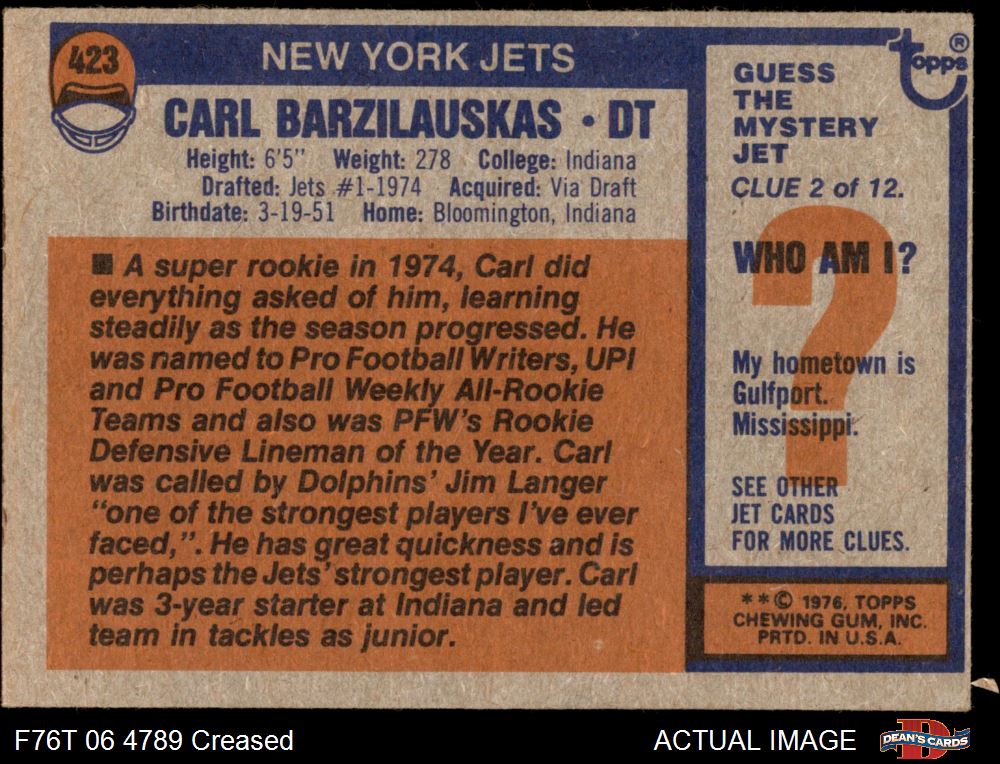 423
NEW YORK JETS
CARL BARZILAUSKAS • DT
Height: 6'5" Weight: 278 College: Indiana
Drafted: Jets #1-1974 Acquired: Via Draft
Birthdate: 3-19-51 Home: Bloomington, Indiana
■ A super rookie in 1974, Carl did
everything asked of him, learning
steadily as the season progressed. He
was named to Pro Football Writers, UPI
and Pro Football Weekly All-Rookie
Teams and also was PFW's Rookie
Defensive Lineman of the Year. Carl
was called by Dolphins' Jim Langer
"one of the strongest players I've ever
faced,". He has great quickness and is
perhaps the Jets' strongest player. Carl
was 3-year starter at Indiana and led
team in tackles as junior.
topps®
GUESS
THE
MYSTERY
JET
CLUE 2 of 12.
?
WHO AM I?
My hometown is
Gulfport.
Mississippi.
SEE OTHER
JET CARDS
FOR MORE CLUES.
**© 1976, TOPPS
CHEWING GUM, INC.
PRTD. IN U.S.A.
F76T 06 4789 Creased
ACTUAL IMAGE
D
DEAN'S CARDS